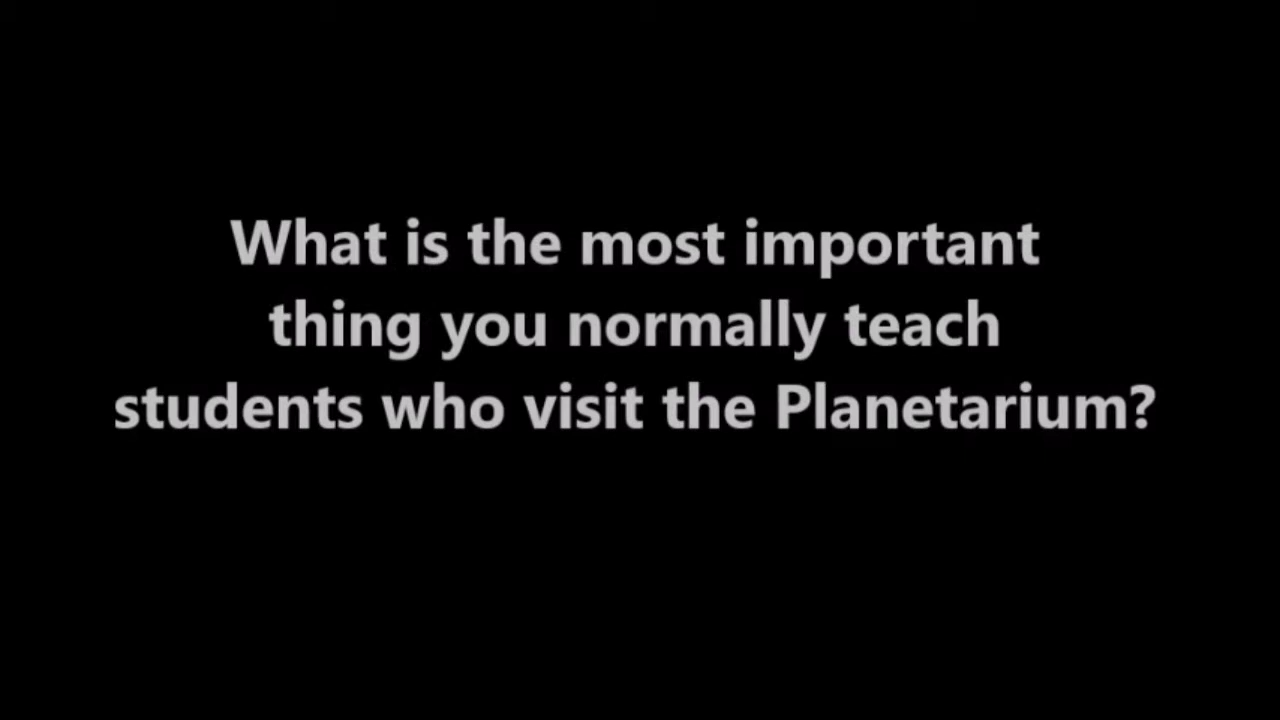 What is the most important
thing you normally teach
students who visit the Planetarium?